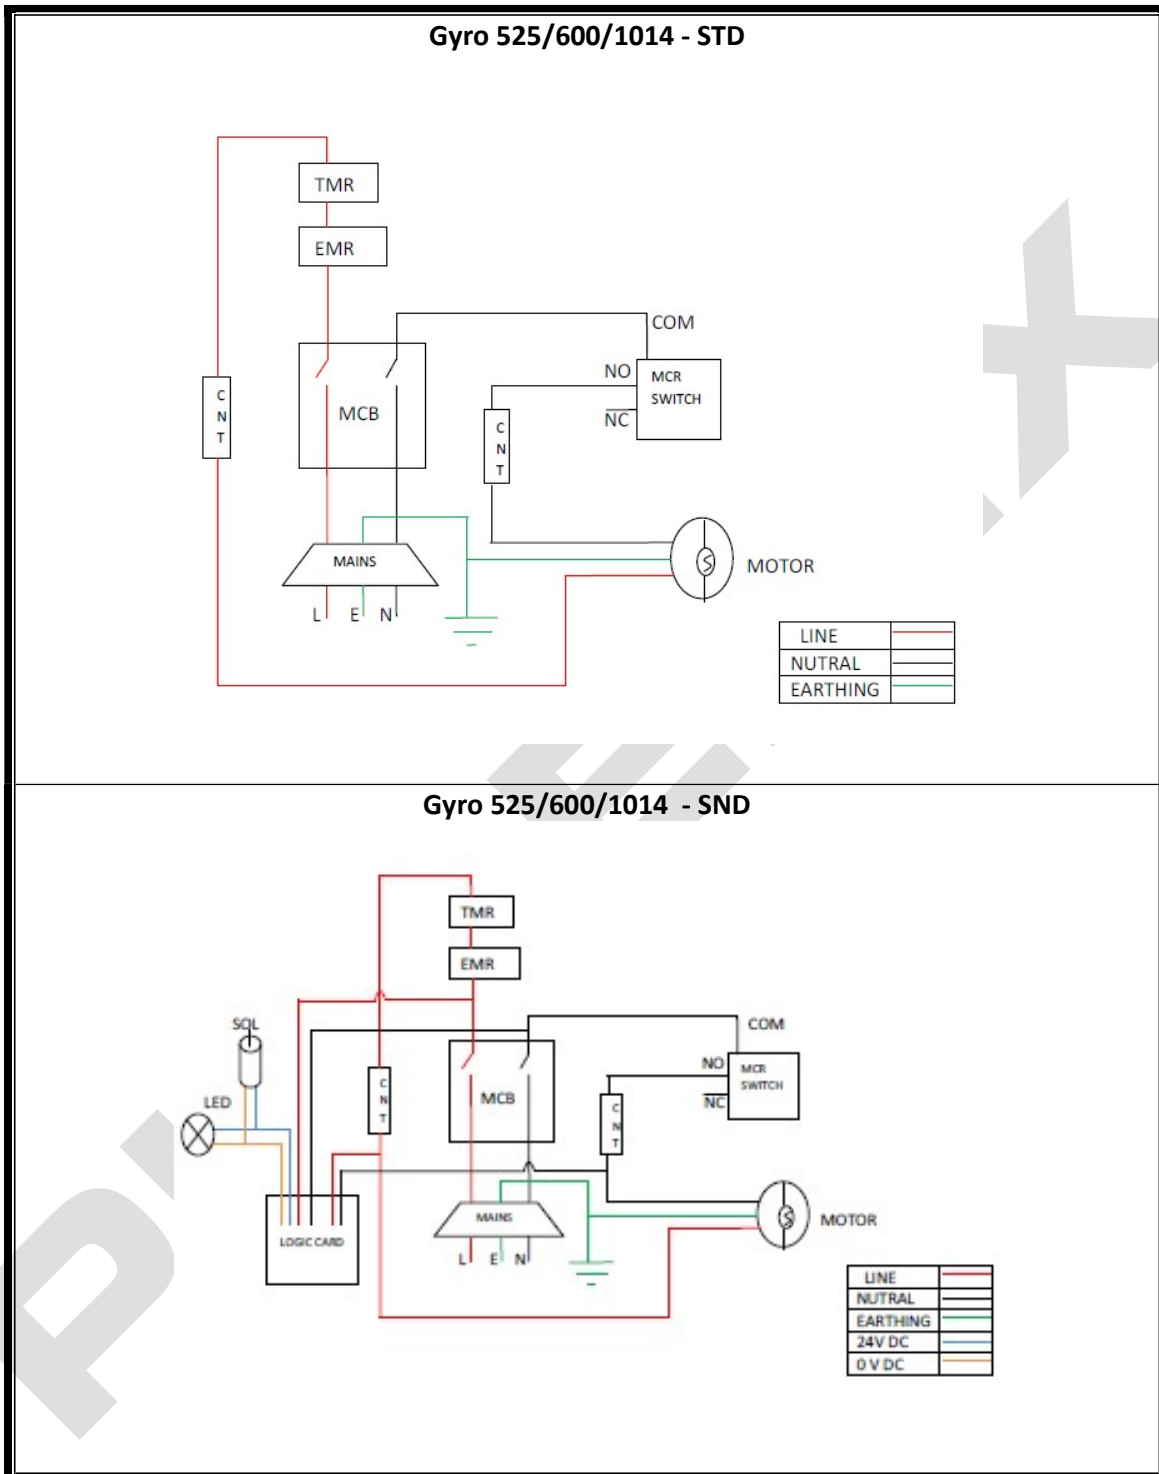 Gyro 525/600/1014 - STD
TMR
EMR
COM
NO
MCR
SWITCH
NC
MCB
C
N
T
C
N
T
MAINS
MOTOR
L E N
LINE
NUTRAL
EARTHING
Gyro 525/600/1014 - SND
TMR
EMR
SOL
COM
NO
MCR
SWITCH
NC
MCB
C
N
T
LED
C
N
T
MAINS
MOTOR
LOGIC CARD
L E N
LINE
NUTRAL
EARTHING
24V DC
0 V DC